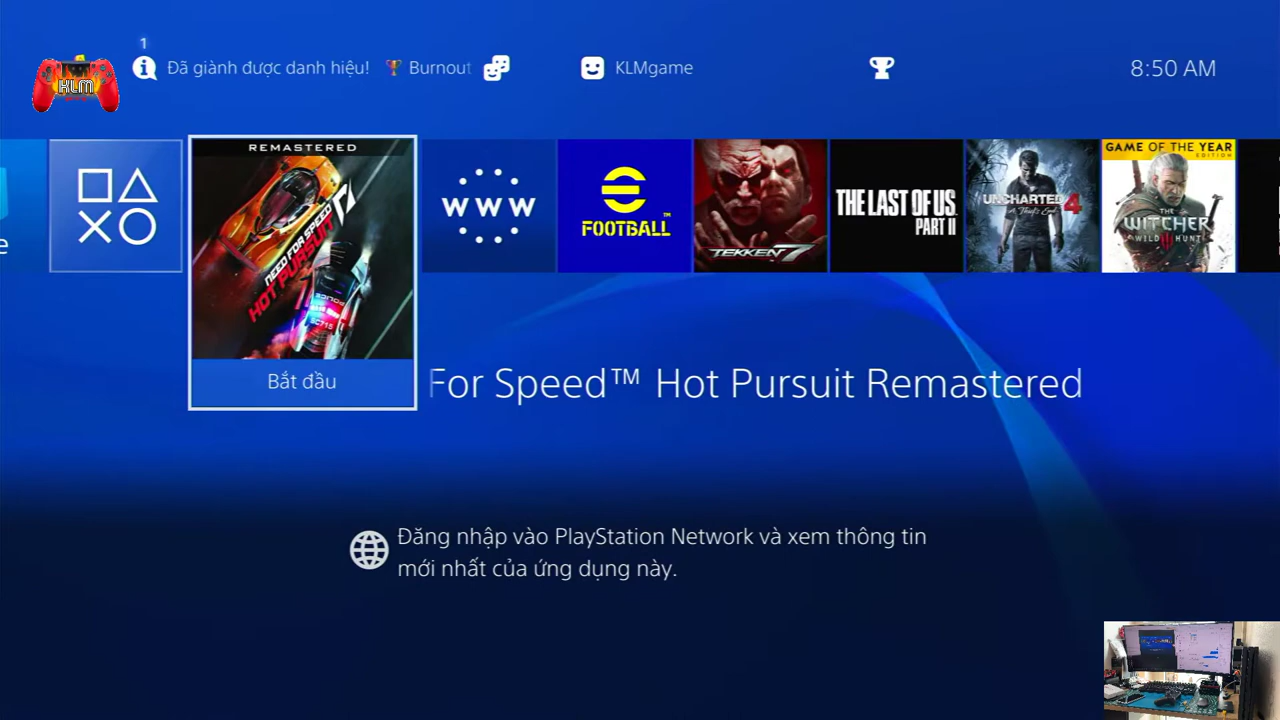 1
Đã giành được danh hiệu! Burnout
KLMgame
8:50 AM
KLM
REMASTERED
NEED FOR SPEED
HOT PURSUIT
POLICE
SC715
WWW
FOOTBALL™
TEKKEN 7
THE LAST OF US
PART II
UNCHARTED 4
A Thief's End
GAME OF THE YEAR
EDITION
THE
WITCHER
WILD HUNT
e
Bắt đầu
For Speed™ Hot Pursuit Remastered
Đăng nhập vào PlayStation Network và xem thông tin
mới nhất của ứng dụng này.